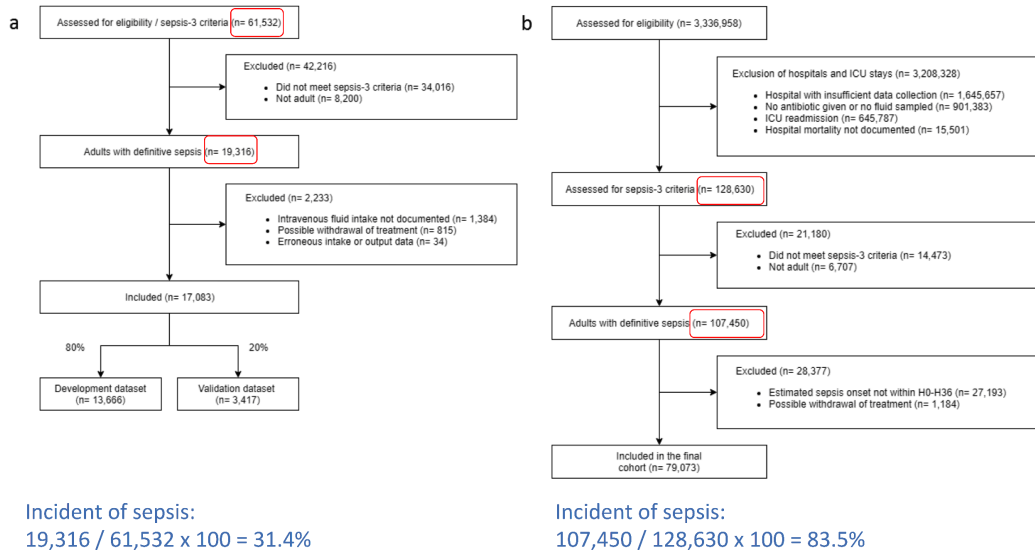 a
Assessed for eligibility / sepsis-3 criteria (n= 61,532)
Excluded (n= 42,216)
• Did not meet sepsis-3 criteria (n= 34,016)
• Not adult (n= 8,200)
Adults with definitive sepsis (n= 19,316)
Excluded (n= 2,233)
• Intravenous fluid intake not documented (n= 1,384)
• Possible withdrawal of treatment (n= 815)
• Erroneous intake or output data (n= 34)
Included (n= 17,083)
80%
20%
Development dataset
(n= 13,666)
Validation dataset
(n= 3,417)
Incident of sepsis:
19,316 / 61,532 x 100 = 31.4%
b
Assessed for eligibility (n= 3,336,958)
Exclusion of hospitals and ICU stays (n= 3,208,328)
• Hospital with insufficient data collection (n= 1,645,657)
• No antibiotic given or no fluid sampled (n= 901,383)
• ICU readmission (n= 645,787)
• Hospital mortality not documented (n= 15,501)
Assessed for sepsis-3 criteria (n= 128,630)
Excluded (n= 21,180)
• Did not meet sepsis-3 criteria (n= 14,473)
• Not adult (n= 6,707)
Adults with definitive sepsis (n= 107,450)
Excluded (n= 28,377)
• Estimated sepsis onset not within H0-H36 (n= 27,193)
• Possible withdrawal of treatment (n= 1,184)
Included in the final
cohort (n= 79,073)
Incident of sepsis:
107,450 / 128,630 x 100 = 83.5%